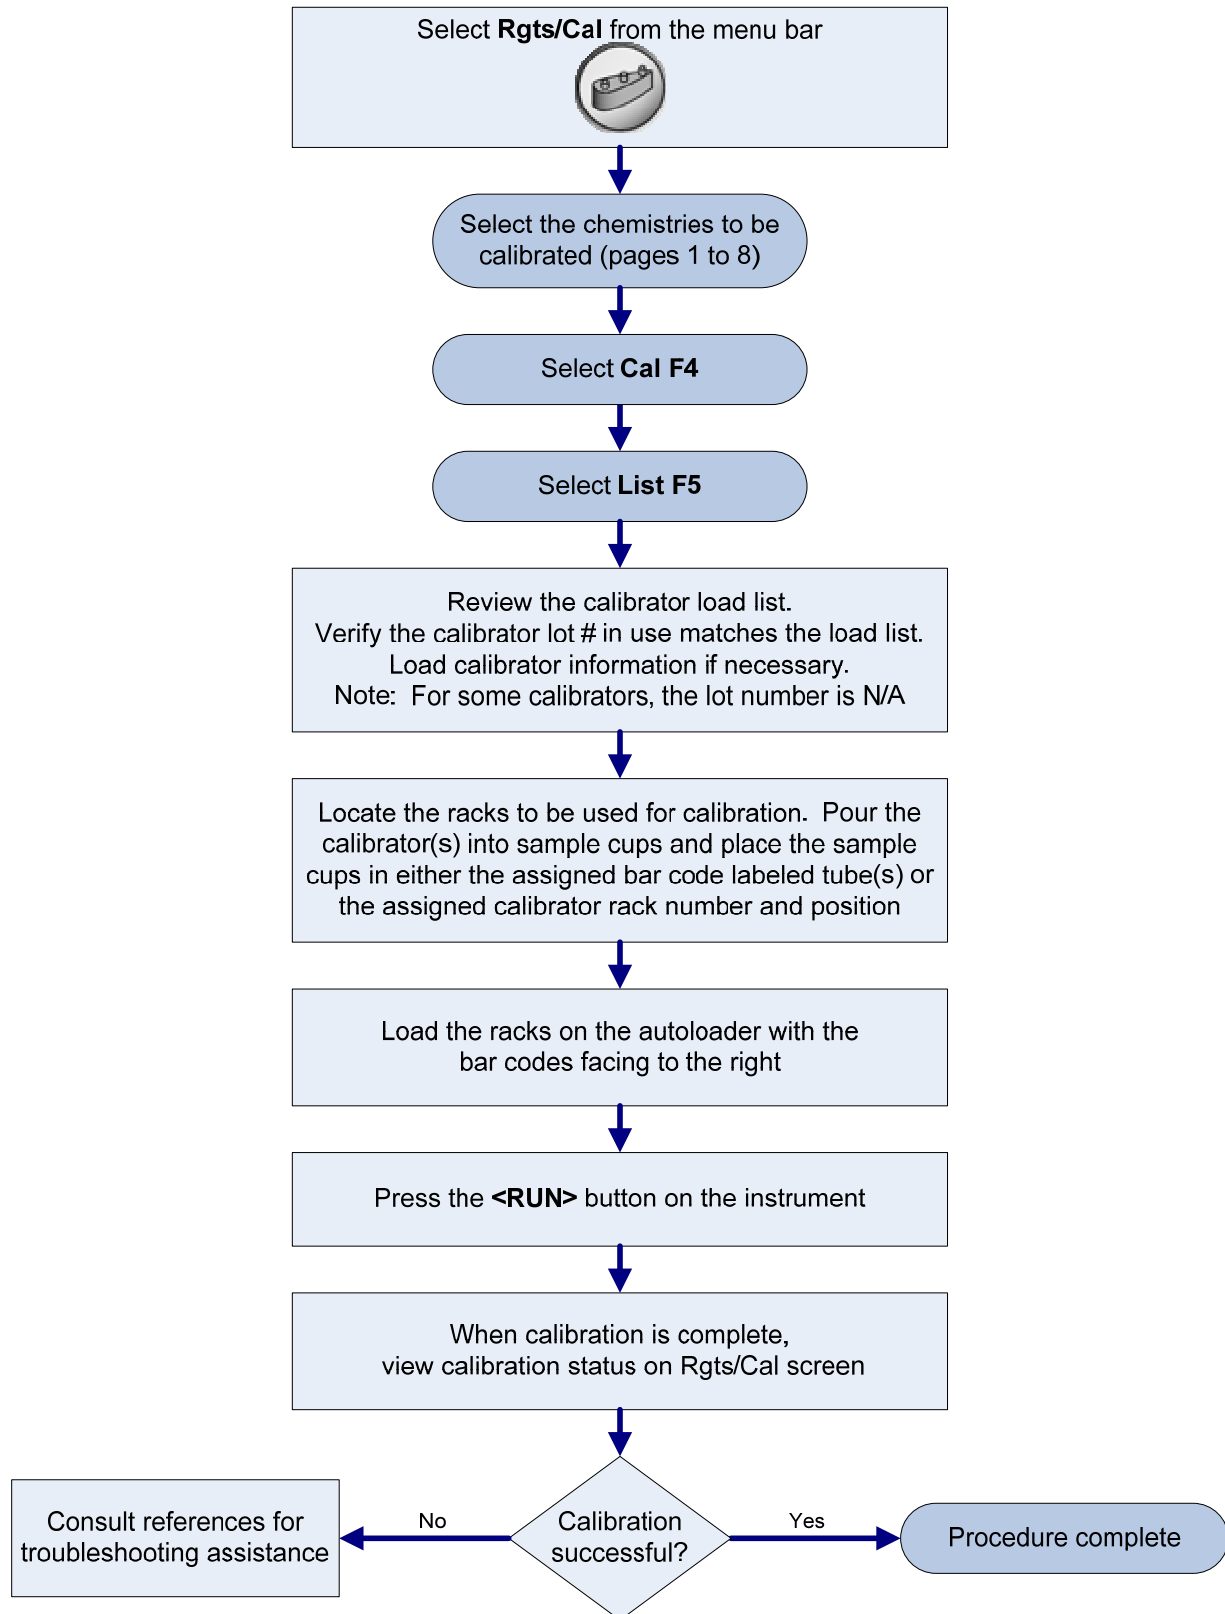 Select Rgts/Cal from the menu bar
Select the chemistries to be
calibrated (pages 1 to 8)
Select Cal F4
Select List F5
Review the calibrator load list.
Verify the calibrator lot # in use matches the load list.
Load calibrator information if necessary.
Note:  For some calibrators, the lot number is N/A
Locate the racks to be used for calibration.  Pour the
calibrator(s) into sample cups and place the sample
cups in either the assigned bar code labeled tube(s) or
the assigned calibrator rack number and position
Load the racks on the autoloader with the
bar codes facing to the right
Press the <RUN> button on the instrument
When calibration is complete,
view calibration status on Rgts/Cal screen
Calibration
successful?
No
Consult references for
troubleshooting assistance
Yes
Procedure complete